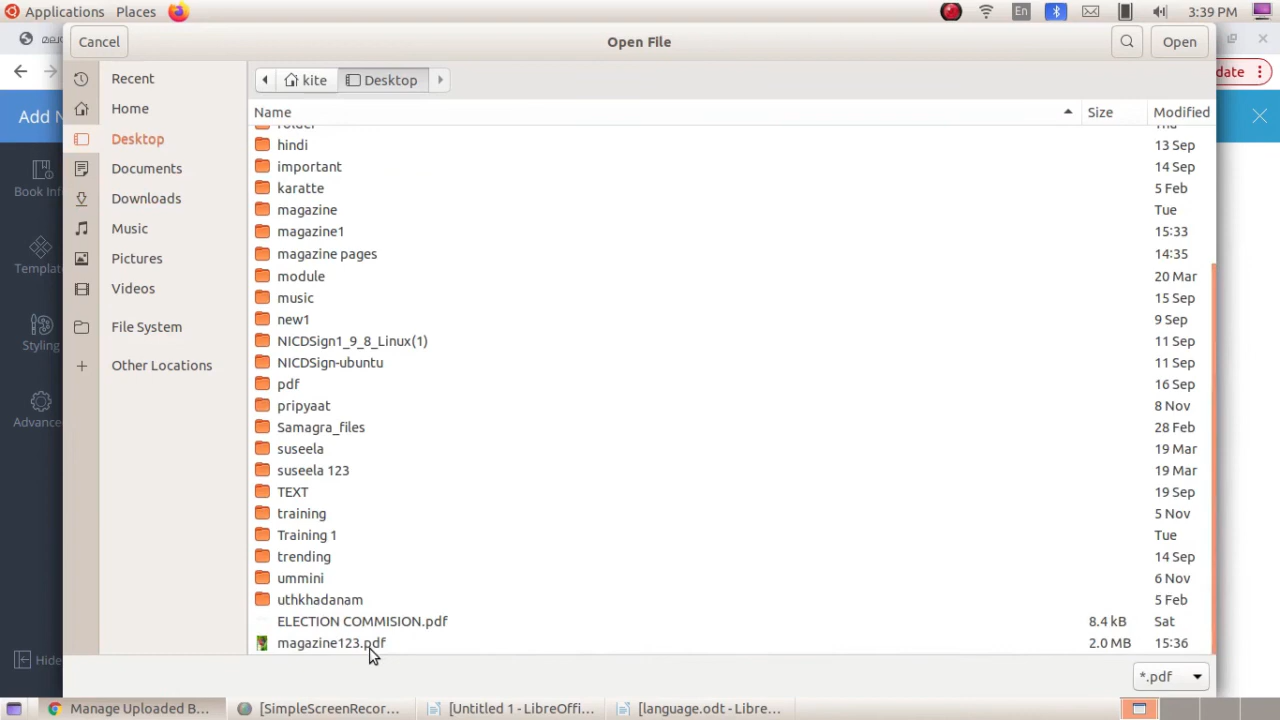 Applications Places En 3:39 PM
Cancel Open File Open
Recent
Home
Desktop
Documents
Downloads
Music
Pictures
Videos
File System
Other Locations
kite Desktop
Name Size Modified
folder Thu
hindi 13 Sep
important 14 Sep
karatte 5 Feb
magazine Tue
magazine1 15:33
magazine pages 14:35
module 20 Mar
music 15 Sep
new1 9 Sep
NICDSign1_9_8_Linux(1) 11 Sep
NICDSign-ubuntu 11 Sep
pdf 16 Sep
pripyaat 8 Nov
Samagra_files 28 Feb
suseela 19 Mar
suseela 123 19 Mar
TEXT 19 Sep
training 5 Nov
Training 1 Tue
trending 14 Sep
ummini 6 Nov
uthkhadanam 5 Feb
ELECTION COMMISION.pdf 8.4 kB Sat
magazine123.pdf 2.0 MB 15:36
*.pdf
date
Add N
Book Inf
Templat
Styling
Advance
Hide
Manage Uploaded B... [SimpleScreenRecor... [Untitled 1 - LibreOffi... [language.odt - Libre...